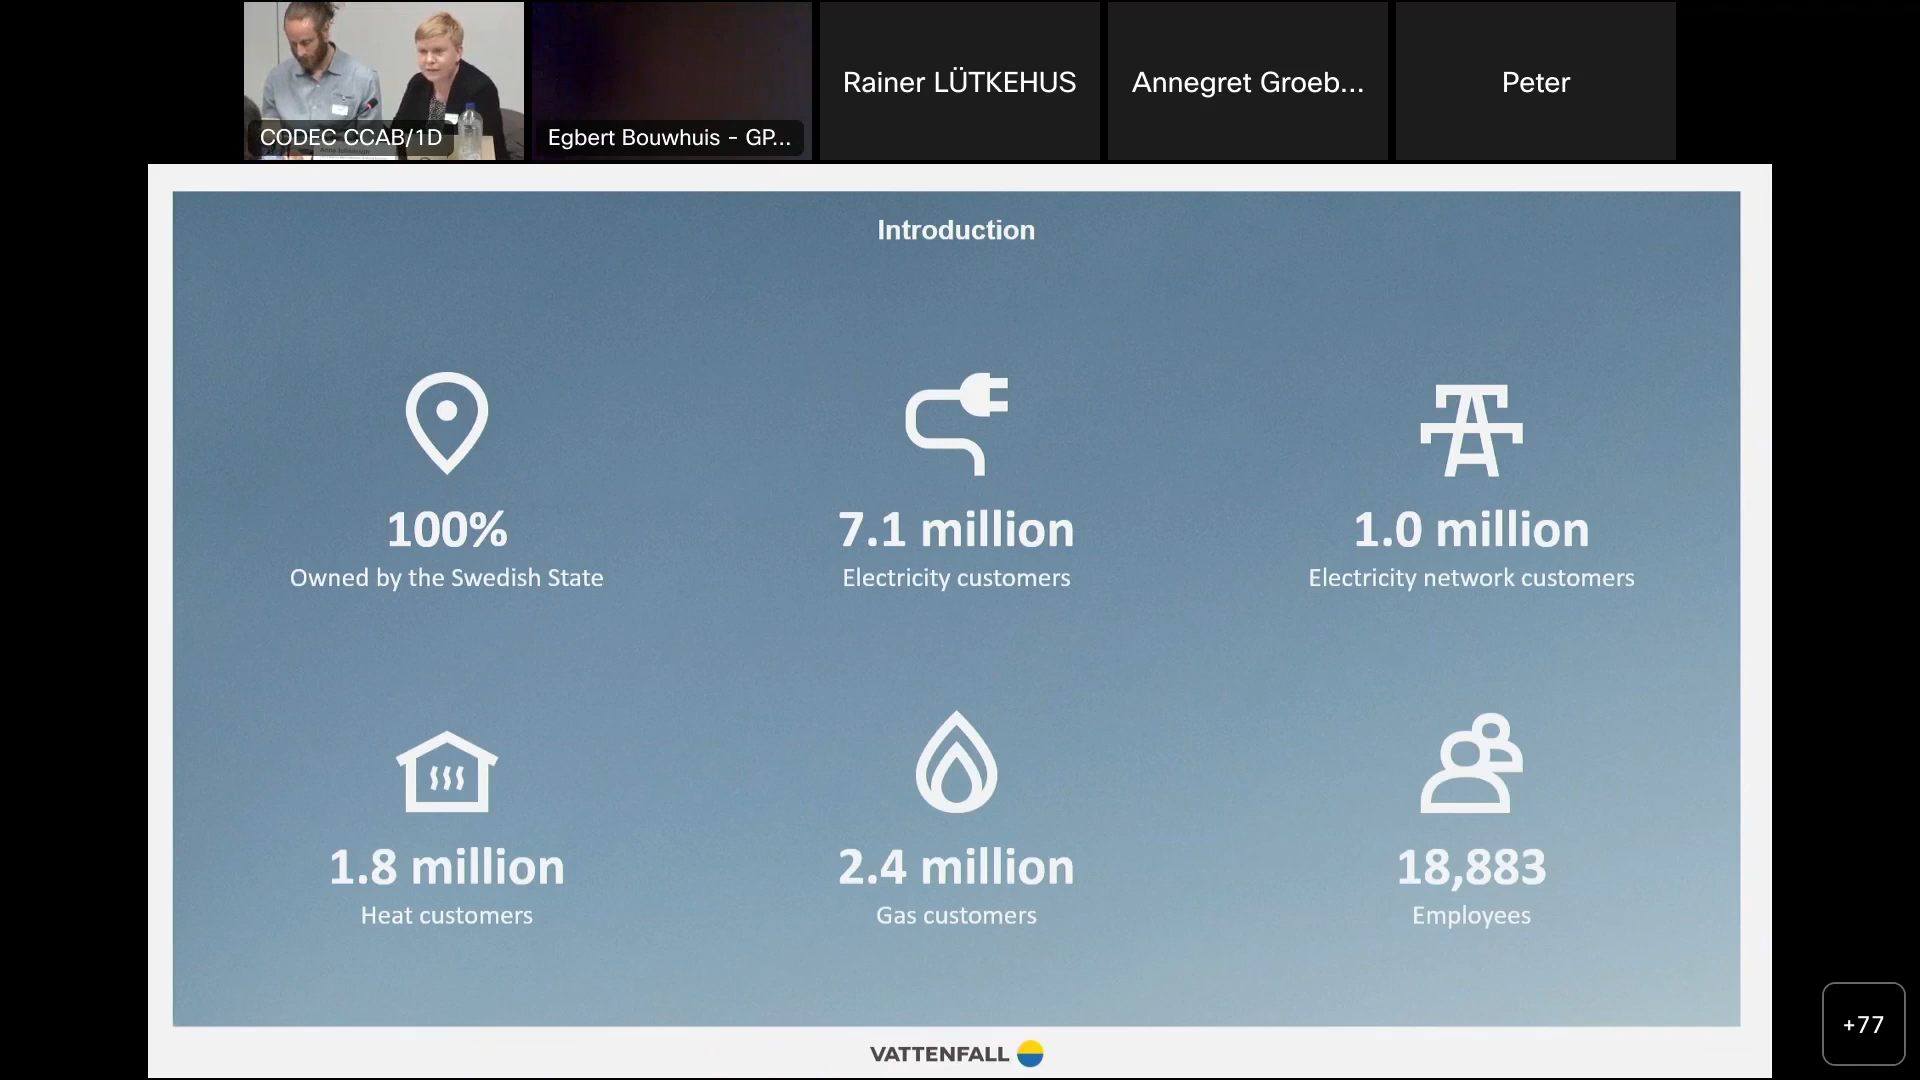 CODEC CCAB/1D
Egbert Bouwhuis - GP...
Rainer LÜTKEHUS
Annegret Groeb...
Peter
Introduction
100%
Owned by the Swedish State
7.1 million
Electricity customers
1.0 million
Electricity network customers
1.8 million
Heat customers
2.4 million
Gas customers
18,883
Employees
VATTENFALL
+77